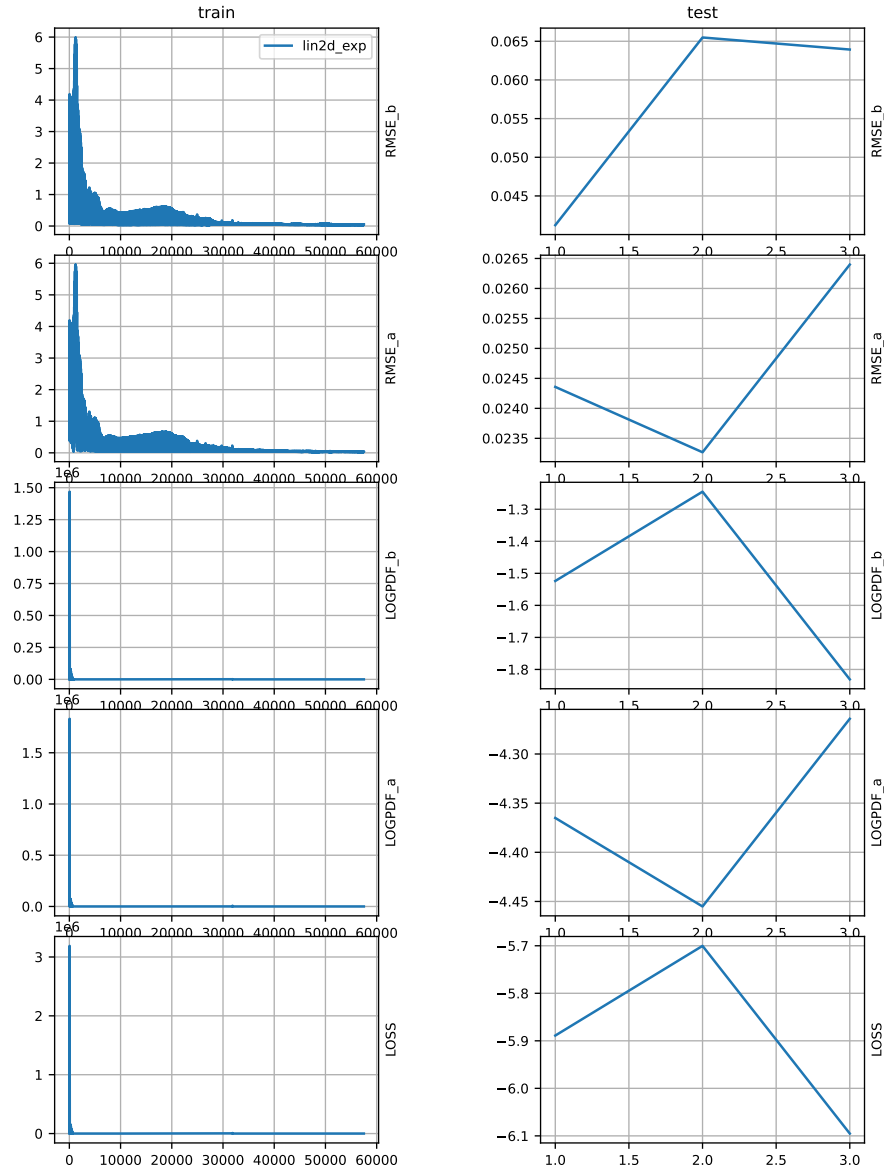 train
test
6
5
4
3
2
1
0
lin2d_exp
RMSE_b
0 10000 20000 30000 40000 50000 60000
0.065
0.060
0.055
0.050
0.045
RMSE_b
1.0 1.5 2.0 2.5 3.0
6
5
4
3
2
1
0
RMSE_a
0 10000 20000 30000 40000 50000 60000
0.0265
0.0260
0.0255
0.0250
0.0245
0.0240
0.0235
RMSE_a
1.0 1.5 2.0 2.5 3.0
1e6
1.50
1.25
1.00
0.75
0.50
0.25
0.00
LOGPDF_b
0 10000 20000 30000 40000 50000 60000
−1.3
−1.4
−1.5
−1.6
−1.7
−1.8
LOGPDF_b
1.0 1.5 2.0 2.5 3.0
1e6
1.5
1.0
0.5
0.0
LOGPDF_a
0 10000 20000 30000 40000 50000 60000
−4.30
−4.35
−4.40
−4.45
LOGPDF_a
1.0 1.5 2.0 2.5 3.0
1e6
3
2
1
0
LOSS
0 10000 20000 30000 40000 50000 60000
−5.7
−5.8
−5.9
−6.0
−6.1
LOSS
1.0 1.5 2.0 2.5 3.0